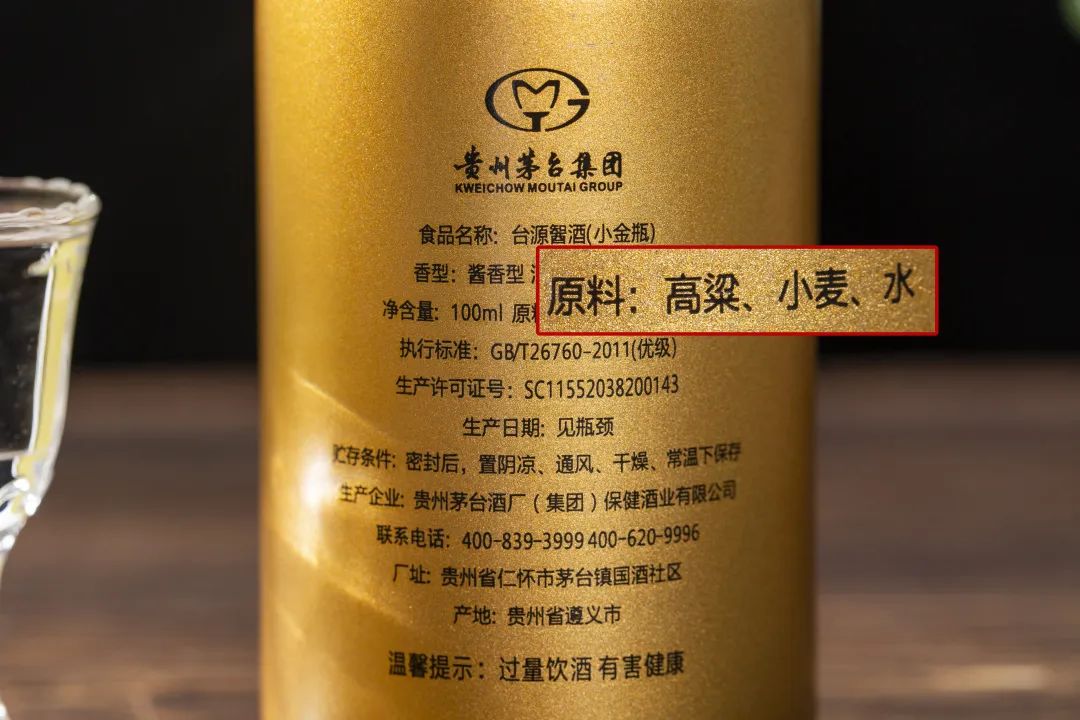 贵州茅台集团
KWEICHOW MOUTAI GROUP
食品名称：台源窖酒(小金瓶)
香型：酱香型
原料：高粱、小麦、水
净含量：100ml 原
执行标准：GB/T26760-2011(优级)
生产许可证号：SC11552038200143
生产日期：见瓶颈
贮存条件：密封后，置阴凉、通风、干燥、常温下保存
生产企业：贵州茅台酒厂（集团）保健酒业有限公司
联系电话：400-839-3999 400-620-9996
厂址：贵州省仁怀市茅台镇国酒社区
产地：贵州省遵义市
温馨提示：过量饮酒 有害健康